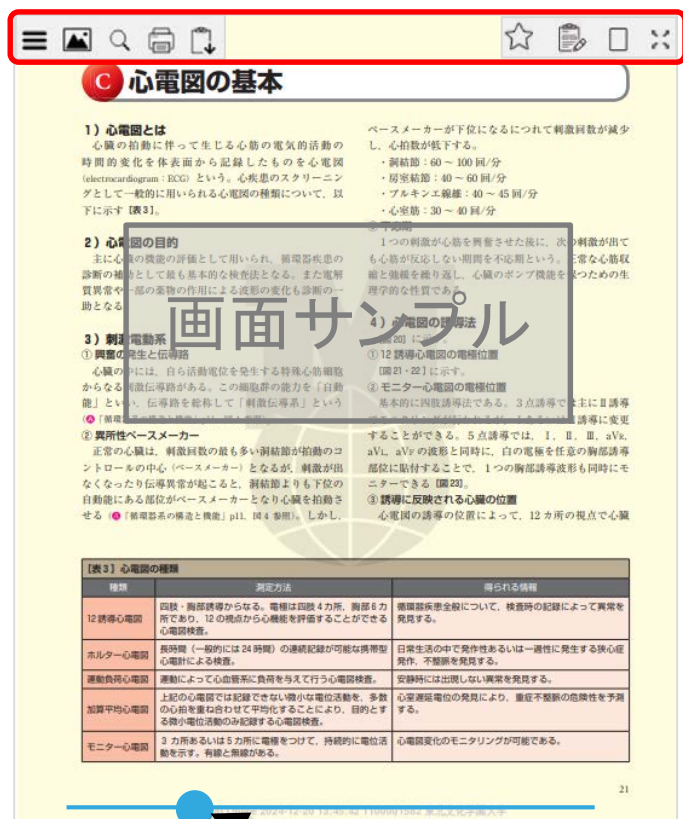 C 心電図の基本
1）心電図とは
心臓の拍動に伴って生じる心筋の電気的活動の
時間的変化を体表面から記録したものを心電図
(electrocardiogram：ECG) という。心疾患のスクリーニン
グとして一般的に用いられる心電図の種類について，以
下に示す【表3】。
2）心電図の目的
主に心臓の機能の評価として用いられ，循環器疾患の
診断の補助として最も基本的な検査法となる。また電解
質異常や一部の薬物の作用による波形の変化も診断の一
助となる
3）刺激電動系
① 興奮の発生と伝導路
心臓の中には，自ら活動電位を発生する特殊心筋細胞
からなる刺激伝導路がある。この細胞群の能力を「自動
能」といい，伝導路を総称して「刺激伝導系」という
② 異所性ペースメーカー
正常の心臓は，刺激回数の最も多い洞結節が拍動のコ
ントロールの中心（ペースメーカー）となるが，刺激が出
なくなったり伝導異常が起こると，洞結節よりも下位の
自動能にある部位がペースメーカーとなり心臓を拍動さ
せる（A「循環器系の構造と機能」p11，図4 参照）。しかし，
ペースメーカーが下位になるにつれて刺激回数が減少
し，心拍数が低下する。
・洞結節：60 ～ 100 回/分
・房室結節：40 ～ 60 回/分
・プルキンエ線維：40 ～ 45 回/分
・心室筋：30 ～ 40 回/分
③ 不応期
1つの刺激が心筋を興奮させた後に，次の刺激が出て
も心筋が反応しない期間を不応期という。正常な心筋収
縮と弛緩を繰り返し，心臓のポンプ機能を保つための生
理学的な性質である
4）心電図の誘導法
【図20】に示す。
① 12 誘導心電図の電極位置
【図21・22】に示す。
② モニター心電図の電極位置
基本的に四肢誘導法である。3点誘導では主にⅡ誘導
誘導に変更
することができる。5点誘導では，Ⅰ，Ⅱ，Ⅲ，aVR，
aVL，aVFの波形と同時に，白の電極を任意の胸部誘導
部位に貼付することで，1つの胸部誘導波形も同時にモ
ニターできる【図23】。
③ 誘導に反映される心臓の位置
心電図の誘導の位置によって，12カ所の視点で心臓
画面サンプル
【表3】心電図の種類
種類 測定方法 得られる情報
12誘導心電図 四肢・胸部誘導からなる。電極は四肢4カ所，胸部6カ 循環器疾患全般について，検査時の記録によって異常を
所であり，12の視点から心機能を評価することができる 発見する。
心電図検査。
ホルター心電図 長時間（一般的には24時間）の連続記録が可能な携帯型 日常生活の中で発作性あるいは一過性に発生する狭心症
心電計による検査。 発作，不整脈を発見する。
運動負荷心電図 運動によって心血管系に負荷を与えて行う心電図検査。 安静時には出現しない異常を発見する。
加算平均心電図 上記の心電図では記録できない微小な電位活動を，多数 心室遅延電位の発見により，重症不整脈の危険性を予測
の心拍を重ね合わせて平均化することにより，目的とす する。
る微小電位活動のみ記録する心電図検査。
モニター心電図 3カ所あるいは5カ所に電極をつけて，持続的に電位活 心電図変化のモニタリングが可能である。
動を示す。有線と無線がある。
21
2024-12-20 13:45:42 1100001582 東北文化学園大学